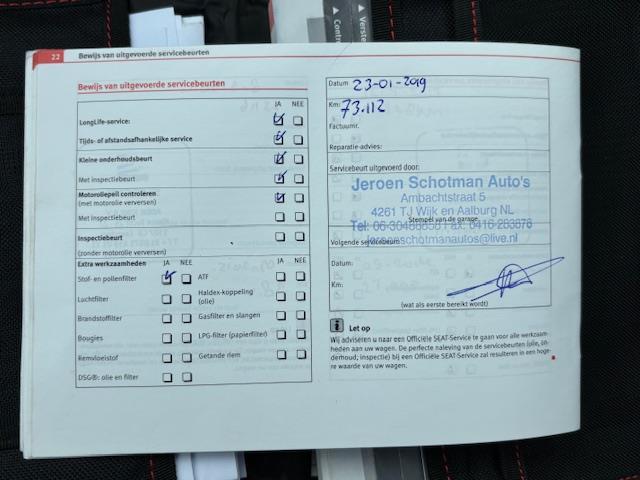 22
Bewijs van uitgevoerde servicebeurten
Bewijs van uitgevoerde servicebeurten
JA NEE
LongLife-service:
Tijds- of afstandsafhankelijke service
Kleine onderhoudsbeurt
Met inspectiebeurt
Motoroliepeil controleren
(met motorolie verversen)
Met inspectiebeurt
Inspectiebeurt
(zonder motorolie verversen)
Extra werkzaamheden JA NEE JA NEE
Stof- en pollenfilter ATF
Luchtfilter Haldex-koppeling
(olie)
Brandstoffilter Gasfilter en slangen
Bougies LPG-filter (papierfilter)
Remvloeistof Getande riem
DSG®: olie en filter
Datum 23-01-2019
Km: 73.112
Factuurnr.
Reparatie-advies:
Servicebeurt uitgevoerd door:
Jeroen Schotman Auto's
Ambachtstraat 5
4261 TJ Wijk en Aalburg NL
Stempel van de garage
Tel: Fax: 0416-283876
Volgende servicebeurt
jeroenschotmanautos@live.nl
Datum:
Km:
(wat als eerste bereikt wordt)
i Let op
Wij adviseren u naar een Officiële SEAT-Service te gaan voor alle werkzaam-
heden aan uw wagen. De perfecte naleving van de servicebeurten (olie, on-
derhoud; inspectie) bij een Officiële SEAT-Service zal resulteren in een hoge-
re waarde van uw wagen.